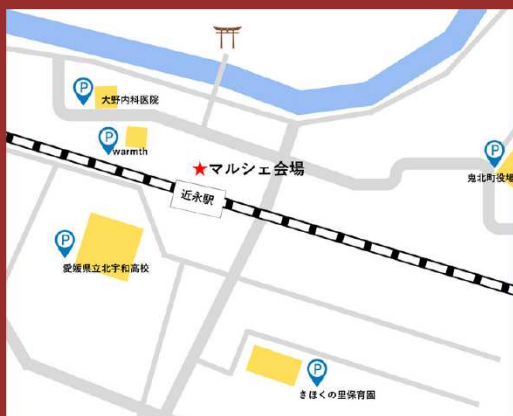 P
大野内科医院
P
warmth
★マルシェ会場
P
鬼北町役場
近永駅
P
愛媛県立北宇和高校
P
きほくの里保育園